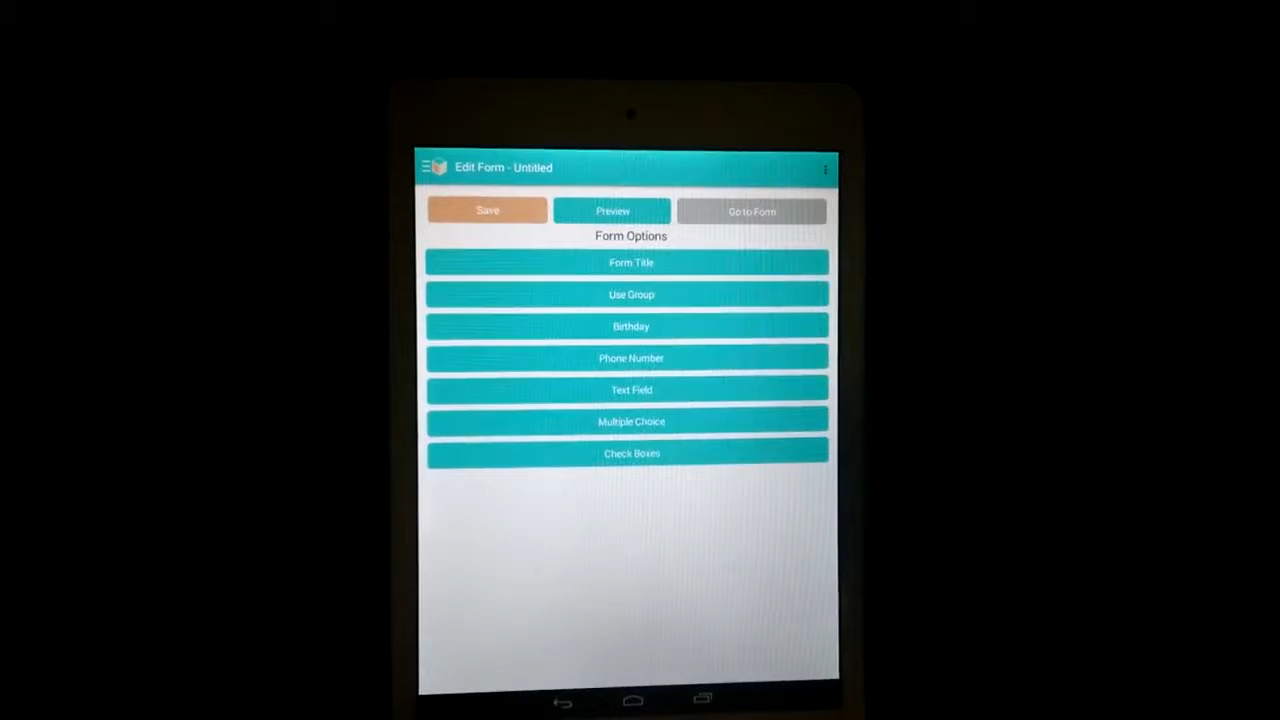 Edit Form - Untitled
Save Preview Go to Form
Form Options
Form Title
Use Group
Birthday
Phone Number
Text Field
Multiple Choice
Check Boxes